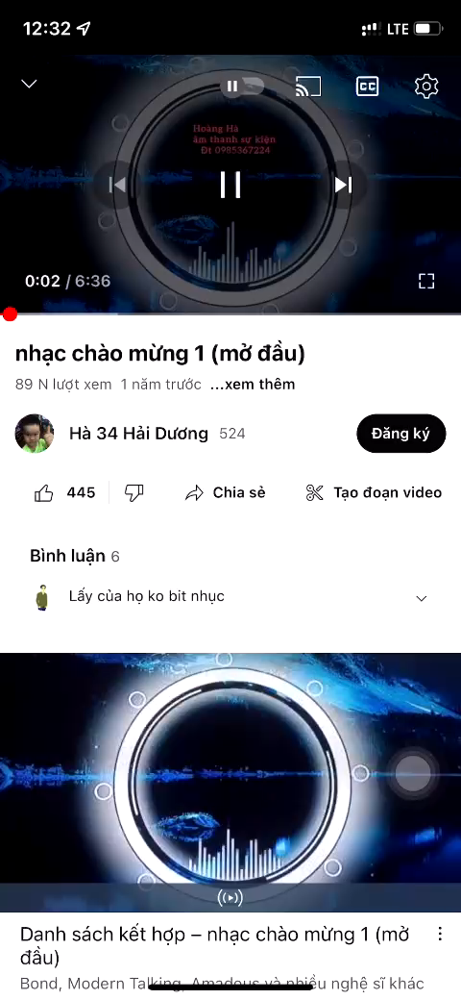 12:32
LTE
CC
Hoàng Hà
âm thanh sự kiện
Đt 0985367224
0:02 / 6:36
nhạc chào mừng 1 (mở đầu)
89 N lượt xem 1 năm trước ...xem thêm
Hà 34 Hải Dương 524
Đăng ký
445
Chia sẻ
Tạo đoạn video
Bình luận 6
Lấy của họ ko bit nhục
Danh sách kết hợp – nhạc chào mừng 1 (mở
đầu)
Bond, Modern Talking, Amadous và nhiều nghệ sĩ khác